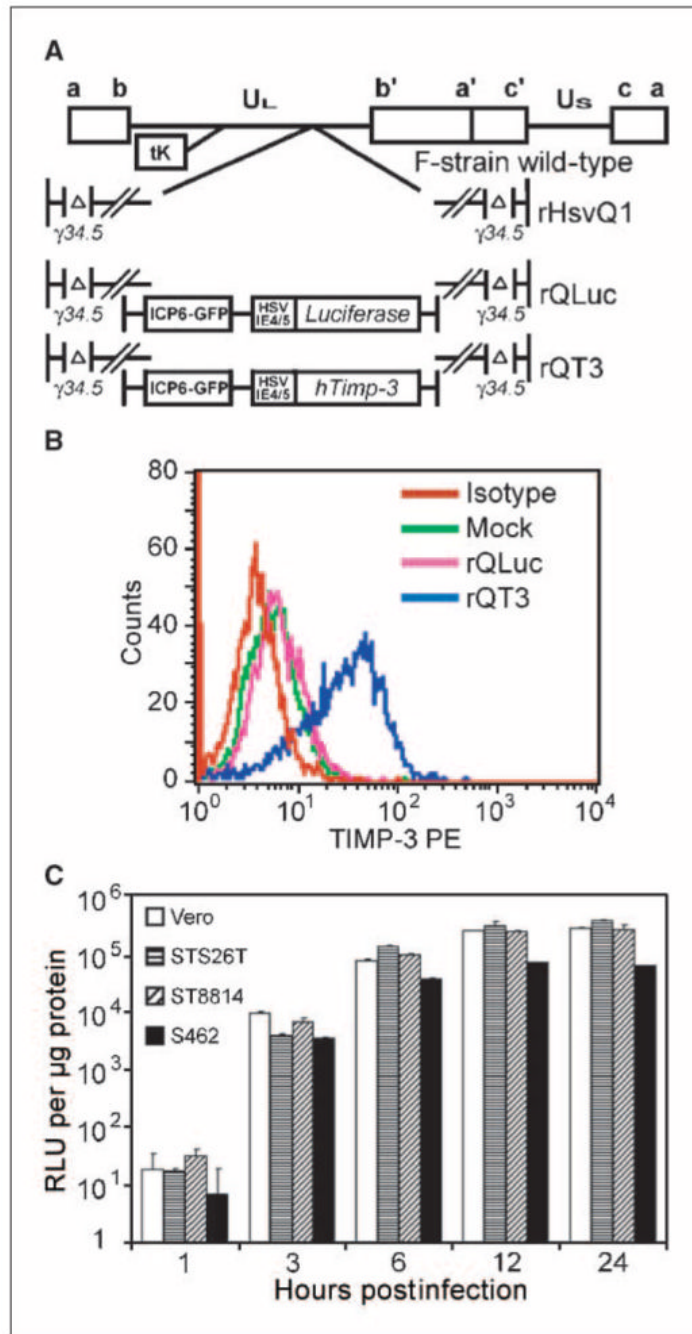 A
a b UL b' a' c' US c a
tK
F-strain wild-type
Δ Δ rHsvQ1
γ34.5 γ34.5
Δ Δ rQLuc
γ34.5 ICP6-GFP HSV IE4/5 Luciferase γ34.5
Δ Δ rQT3
γ34.5 ICP6-GFP HSV IE4/5 hTimp-3 γ34.5
B
80
60
40
20
0
Counts
Isotype
Mock
rQLuc
rQT3
10^0 10^1 10^2 10^3 10^4
TIMP-3 PE
C
10^6
10^5
10^4
10^3
10^2
10^1
1
RLU per µg protein
Vero
STS26T
ST8814
S462
1 3 6 12 24
Hours postinfection